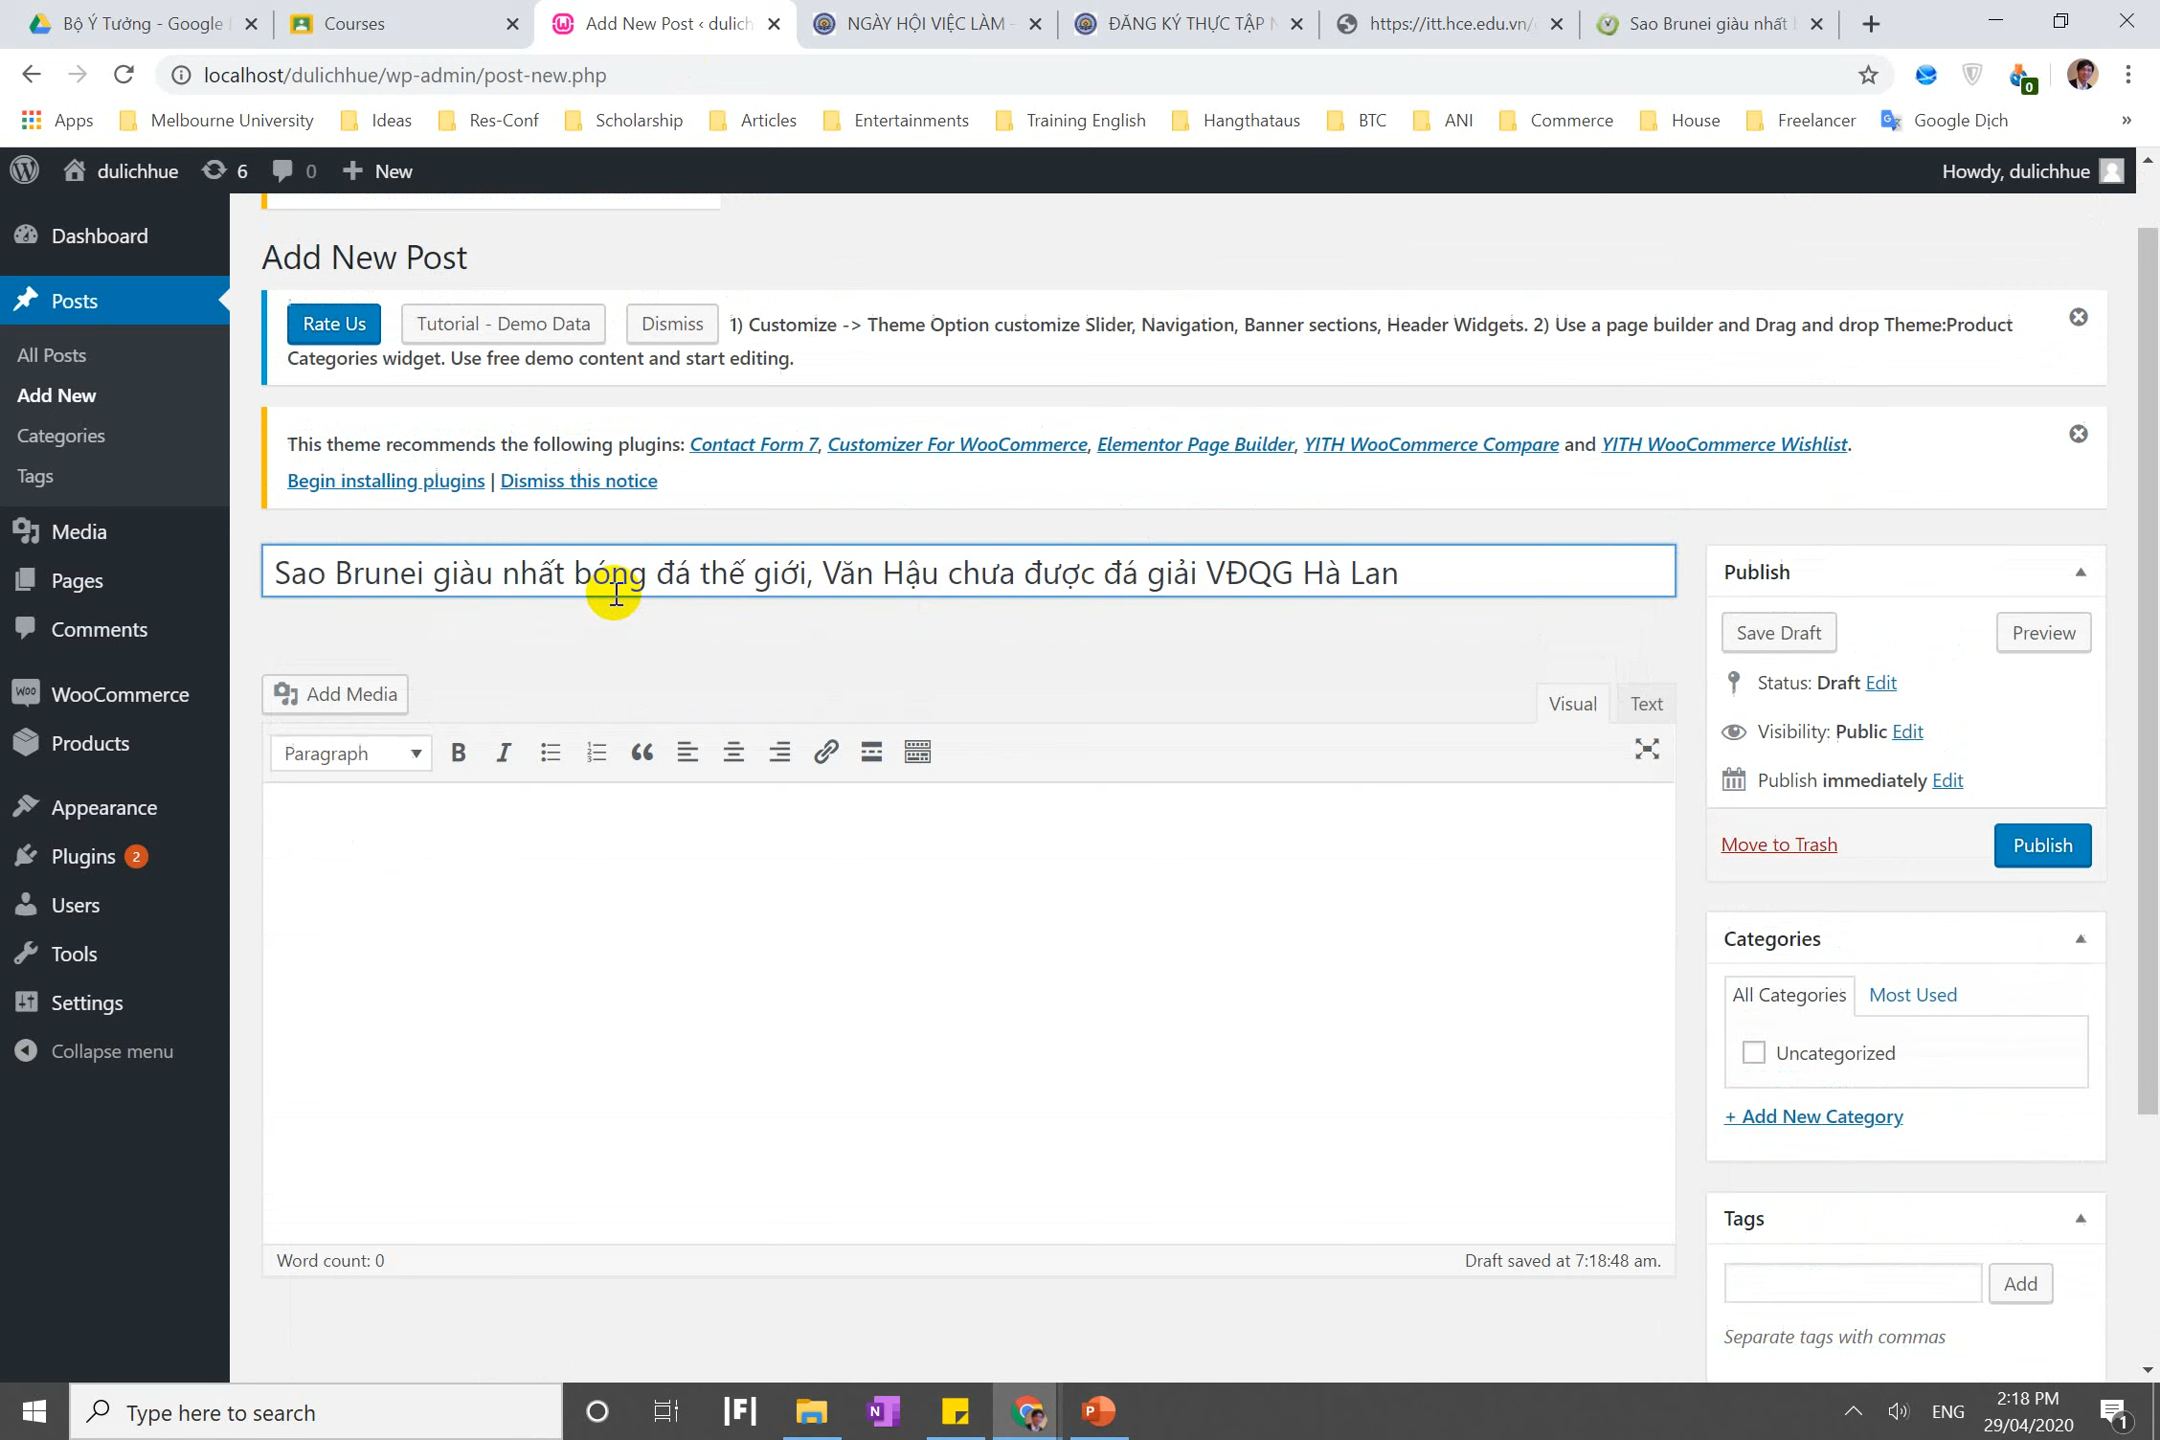 Bộ Ý Tưởng - Google
Courses
Add New Post ‹ dulich
NGÀY HỘI VIỆC LÀM -
ĐĂNG KÝ THỰC TẬP
https://itt.hce.edu.vn/
Sao Brunei giàu nhất
localhost/dulichhue/wp-admin/post-new.php
0
Apps
Melbourne University
Ideas
Res-Conf
Scholarship
Articles
Entertainments
Training English
Hangthataus
BTC
ANI
Commerce
House
Freelancer
Google Dịch
»
dulichhue
6
0
New
Howdy, dulichhue
Dashboard
Posts
All Posts
Add New
Categories
Tags
Media
Pages
Comments
WooCommerce
Products
Appearance
Plugins 2
Users
Tools
Settings
Collapse menu
Add New Post
Rate Us
Tutorial - Demo Data
Dismiss
1) Customize -> Theme Option customize Slider, Navigation, Banner sections, Header Widgets. 2) Use a page builder and Drag and drop Theme:Product
Categories widget. Use free demo content and start editing.
This theme recommends the following plugins: Contact Form 7, Customizer For WooCommerce, Elementor Page Builder, YITH WooCommerce Compare and YITH WooCommerce Wishlist.
Begin installing plugins | Dismiss this notice
Sao Brunei giàu nhất bóng đá thế giới, Văn Hậu chưa được đá giải VĐQG Hà Lan
Add Media
Visual
Text
Paragraph
B
I
Word count: 0
Draft saved at 7:18:48 am.
Publish
Save Draft
Preview
Status: Draft Edit
Visibility: Public Edit
Publish immediately Edit
Move to Trash
Publish
Categories
All Categories
Most Used
Uncategorized
+ Add New Category
Tags
Add
Separate tags with commas
Type here to search
|F|
N
P
ENG
2:18 PM
29/04/2020
1